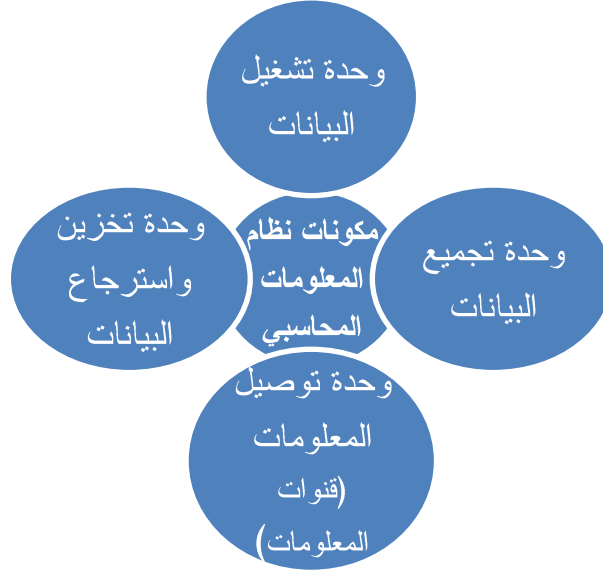 وحدة تشغيل
البيانات
مكونات نظام
المعلومات
المحاسبي
وحدة تجميع
البيانات
وحدة تخزين
واسترجاع
البيانات
وحدة توصيل
المعلومات
(قنوات
المعلومات)